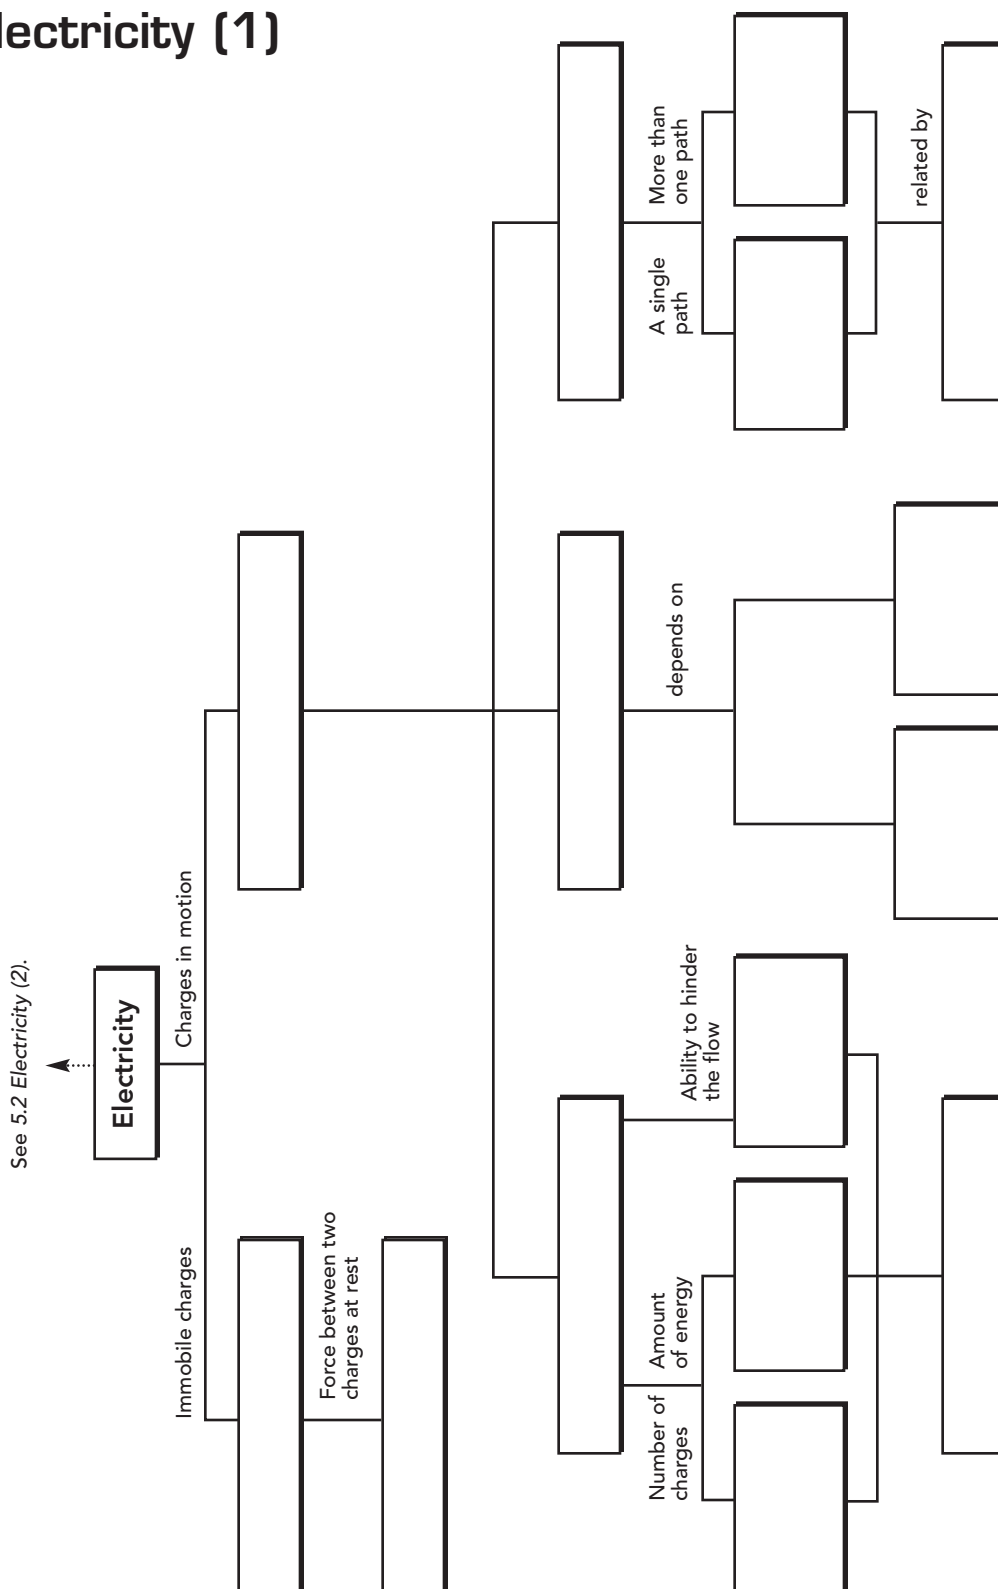 lectricity (1)
See 5.2 Electricity (2).
Electricity
Immobile charges
Charges in motion
Force between two
charges at rest
Number of
charges
Amount
of energy
Ability to hinder
the flow
depends on
A single
path
More than
one path
related by